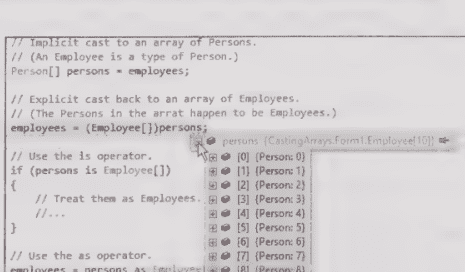 // Implicit cast to an array of Persons.
// (An Employee is a type of Person.)
Person[] persons = employees;
// Explicit cast back to an array of Employees.
// (The Persons in the arrat happen to be Employees.)
employees = (Employee[])persons;
persons {CastingArrays.Form1.Employee[10]}
// Use the is operator.
[0] {Person: 0}
if (persons is Employee[])
[1] {Person: 1}
{
[2] {Person: 2}
// Treat them as Employees.
[3] {Person: 3}
//...
[4] {Person: 4}
}
[5] {Person: 5}
[6] {Person: 6}
// Use the as operator.
[7] {Person: 7}
employees = persons as Employee
[8] {Person: 8}